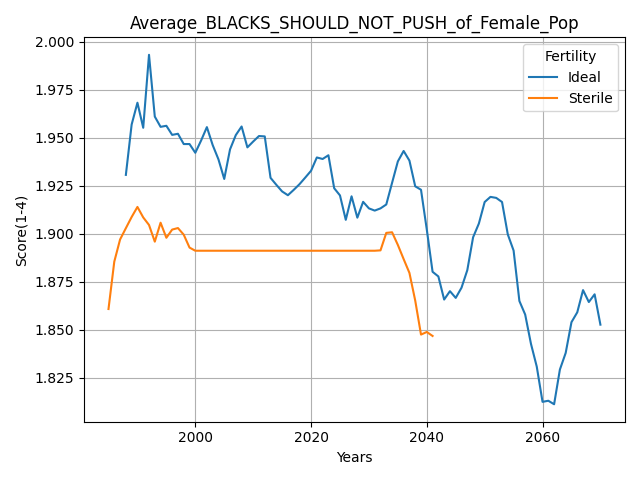 Average_BLACKS_SHOULD_NOT_PUSH_of_Female_Pop
Fertility
Ideal
Sterile
Score(1-4)
2.000
1.975
1.950
1.925
1.900
1.875
1.850
1.825
2000 2020 2040 2060
Years